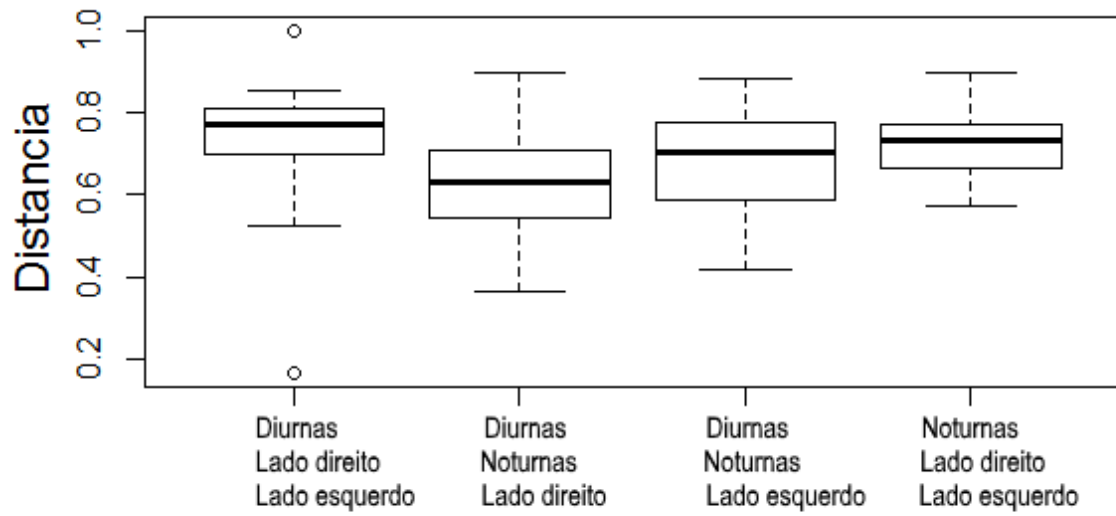 Distancia
1.0
0.8
0.6
0.4
0.2
Diurnas
Lado direito
Lado esquerdo
Diurnas
Noturnas
Lado direito
Diurnas
Noturnas
Lado esquerdo
Noturnas
Lado direito
Lado esquerdo